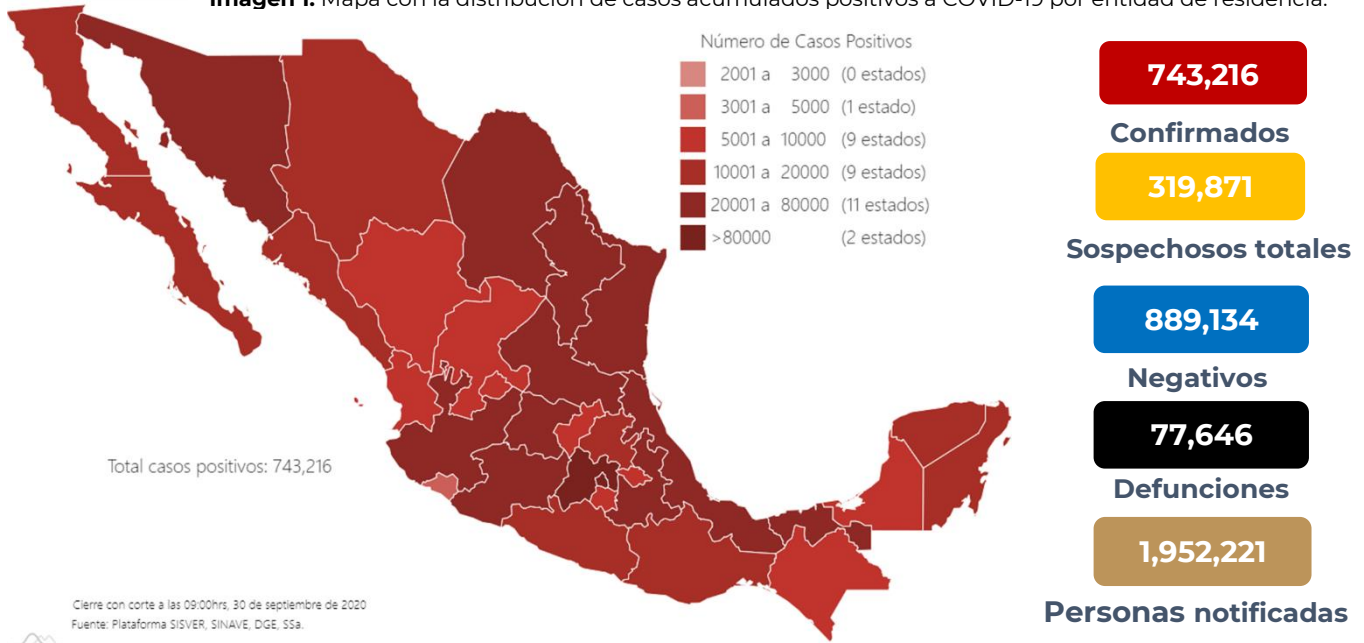 Imagen 1. Mapa con la distribución de casos acumulados positivos a COVID-19 por entidad de residencia.
Número de Casos Positivos
2001 a 3000 (0 estados)
3001 a 5000 (1 estado)
5001 a 10000 (9 estados)
10001 a 20000 (9 estados)
20001 a 80000 (11 estados)
>80000 (2 estados)
743,216
Confirmados
319,871
Sospechosos totales
889,134
Negativos
77,646
Defunciones
1,952,221
Personas notificadas
Total casos positivos: 743,216
Cierre con corte a las 09:00hrs, 30 de septiembre de 2020
Fuente: Plataforma SISVER, SINAVE, DGE, SSa.